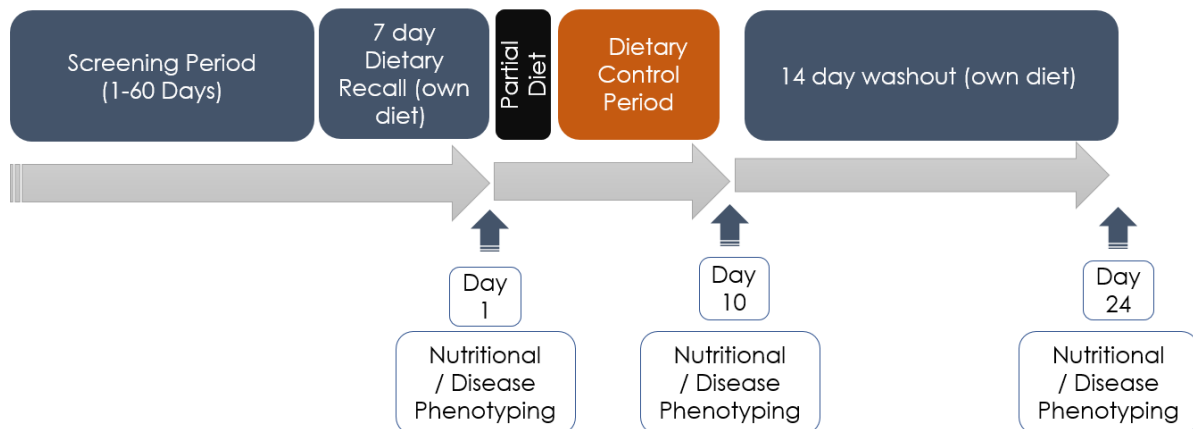 Screening Period
(1-60 Days)
7 day
Dietary
Recall (own
diet)
Partial
Diet
Dietary
Control
Period
14 day washout (own diet)
Day
1
Day
10
Day
24
Nutritional
/ Disease
Phenotyping
Nutritional
/ Disease
Phenotyping
Nutritional
/ Disease
Phenotyping